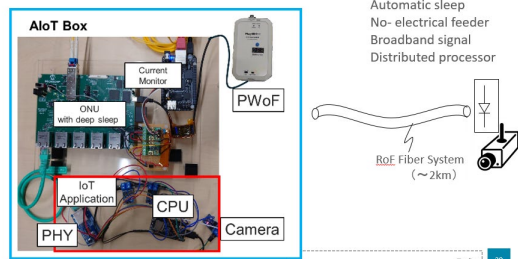 AIoT Box
Current
Monitor
ONU
with deep sleep
PWoF
IoT
Application
CPU
PHY
Camera
Automatic sleep
No- electrical feeder
Broadband signal
Distributed processor
RoF Fiber System
（～2km）